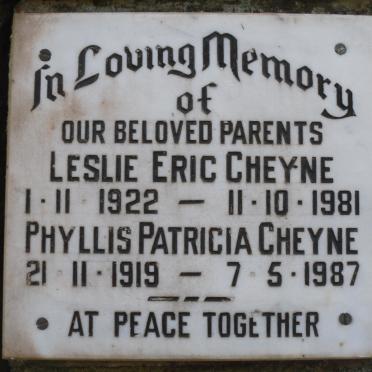 In Loving Memory
of
OUR BELOVED PARENTS
LESLIE ERIC CHEYNE
1·11 1922 — 11·10·1981
PHYLLIS PATRICIA CHEYNE
21 11·1919 — 7 5·1987
AT PEACE TOGETHER